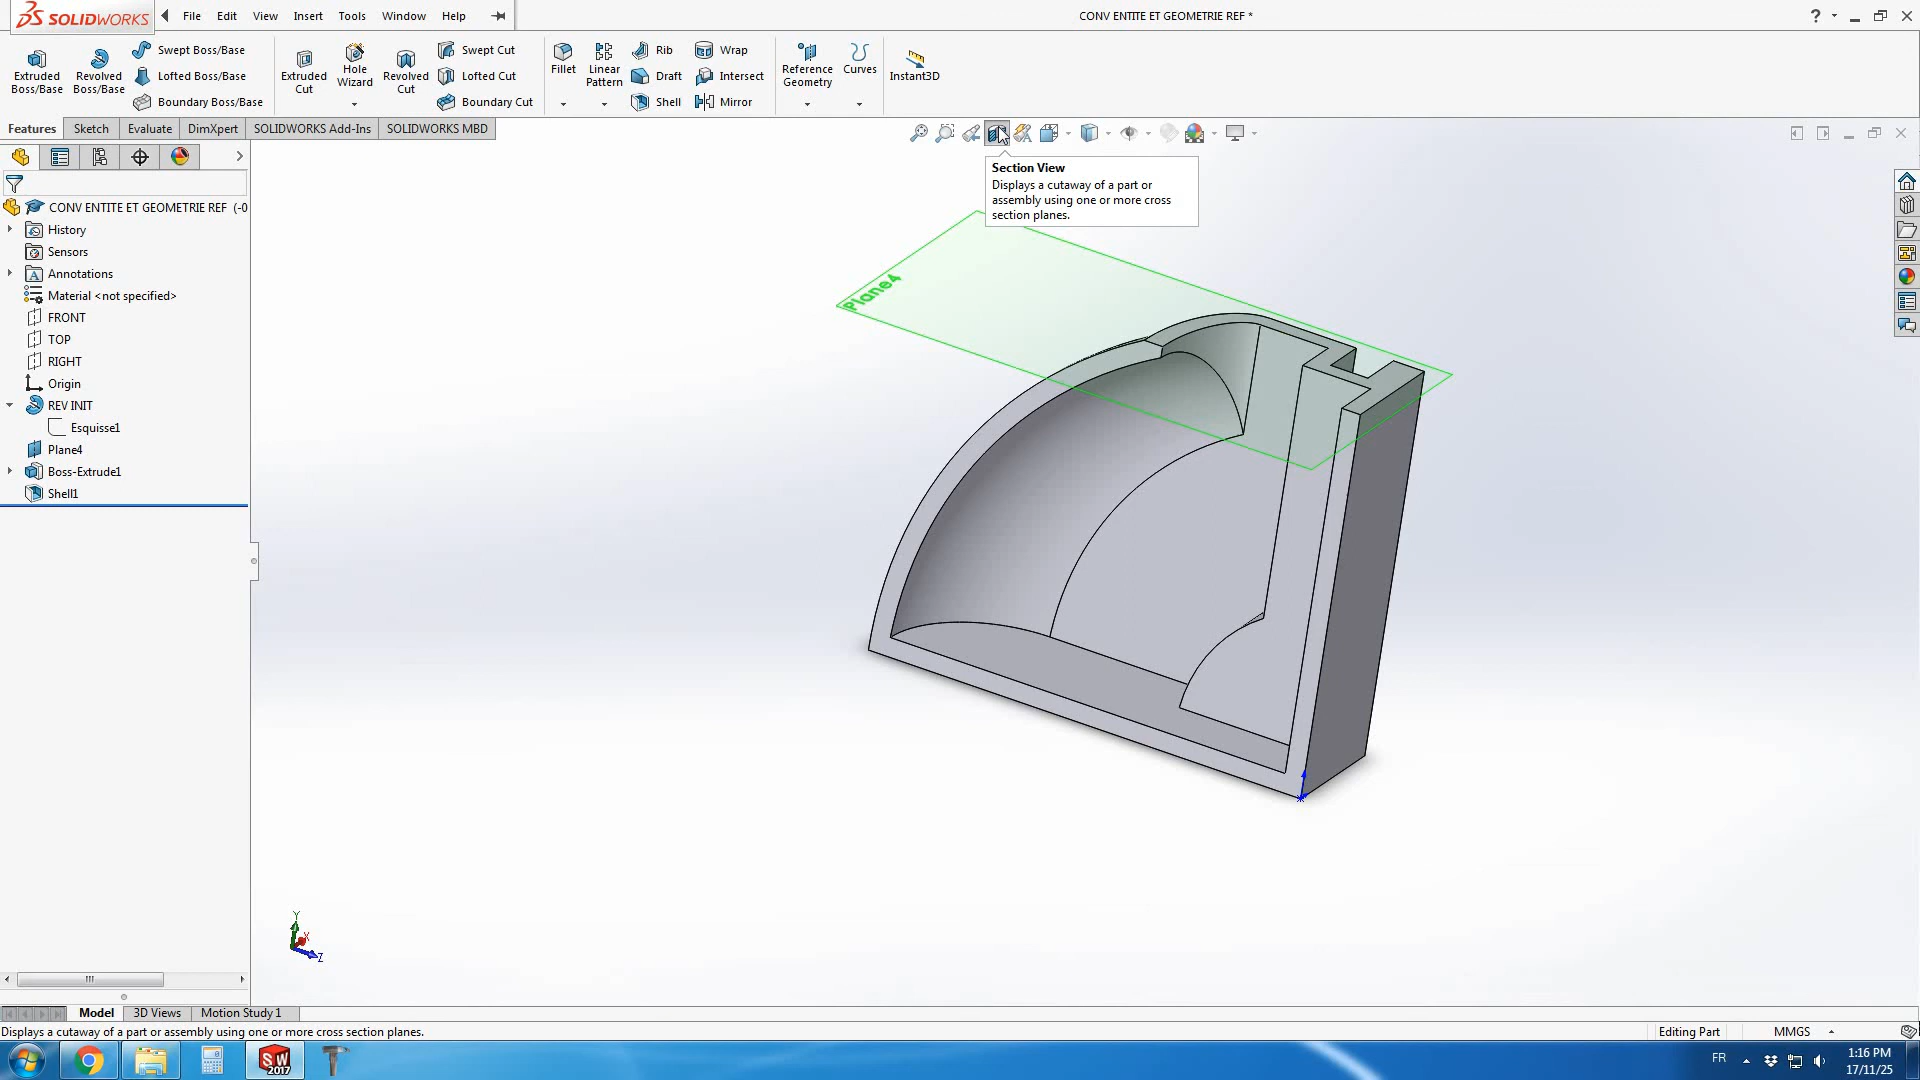 SOLIDWORKS File Edit View Insert Tools Window Help CONV ENTITE ET GEOMETRIE REF *
Extruded Boss/Base
Revolved Boss/Base
Swept Boss/Base
Lofted Boss/Base
Boundary Boss/Base
Extruded Cut
Hole Wizard
Revolved Cut
Swept Cut
Lofted Cut
Boundary Cut
Fillet
Linear Pattern
Rib
Draft
Shell
Wrap
Intersect
Mirror
Reference Geometry
Curves
Instant3D
Features Sketch Evaluate DimXpert SOLIDWORKS Add-Ins SOLIDWORKS MBD
Section View
Displays a cutaway of a part or
assembly using one or more cross
section planes.
CONV ENTITE ET GEOMETRIE REF (-0
History
Sensors
Annotations
Material <not specified>
FRONT
TOP
RIGHT
Origin
REV INIT
Esquisse1
Plane4
Boss-Extrude1
Shell1
Plane4
Y
X
Z
Model 3D Views Motion Study 1
Displays a cutaway of a part or assembly using one or more cross section planes. Editing Part MMGS
SW 2017
FR
1:16 PM
17/11/25